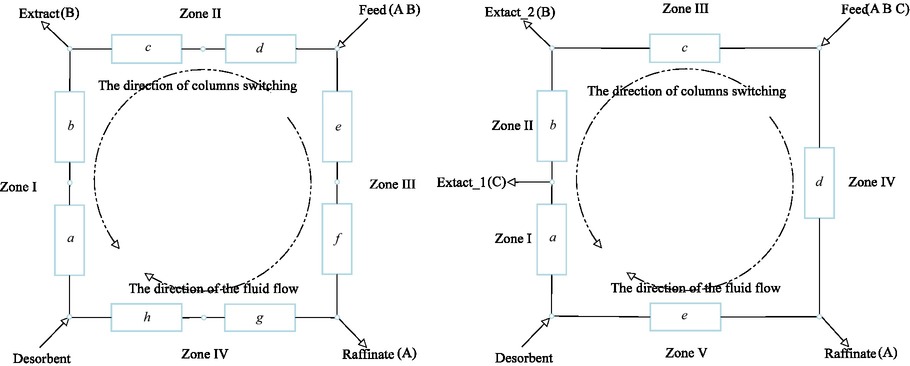 Zone II
Extract(B)
Feed(A B)
c
d
The direction of columns switching
b
e
Zone I
Zone III
a
f
The direction of the fluid flow
h
g
Desorbent
Zone IV
Raffinate(A)
Zone III
Extact_2(B)
Feed(A B C)
c
The direction of columns switching
Zone II
b
Extact_1(C)
d
Zone IV
Zone I
a
The direction of the fluid flow
e
Desorbent
Zone V
Raffinate(A)